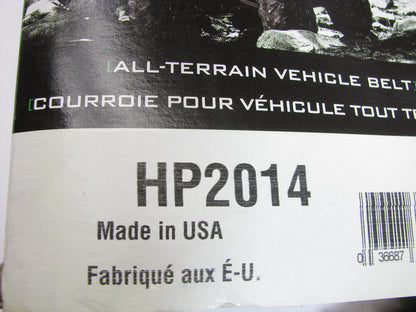 [ALL-TERRAIN VEHICLE BELT]
[COURROIE POUR VÉHICULE TOUT
HP2014
Made in USA
Fabriqué aux É-U.
0 36687